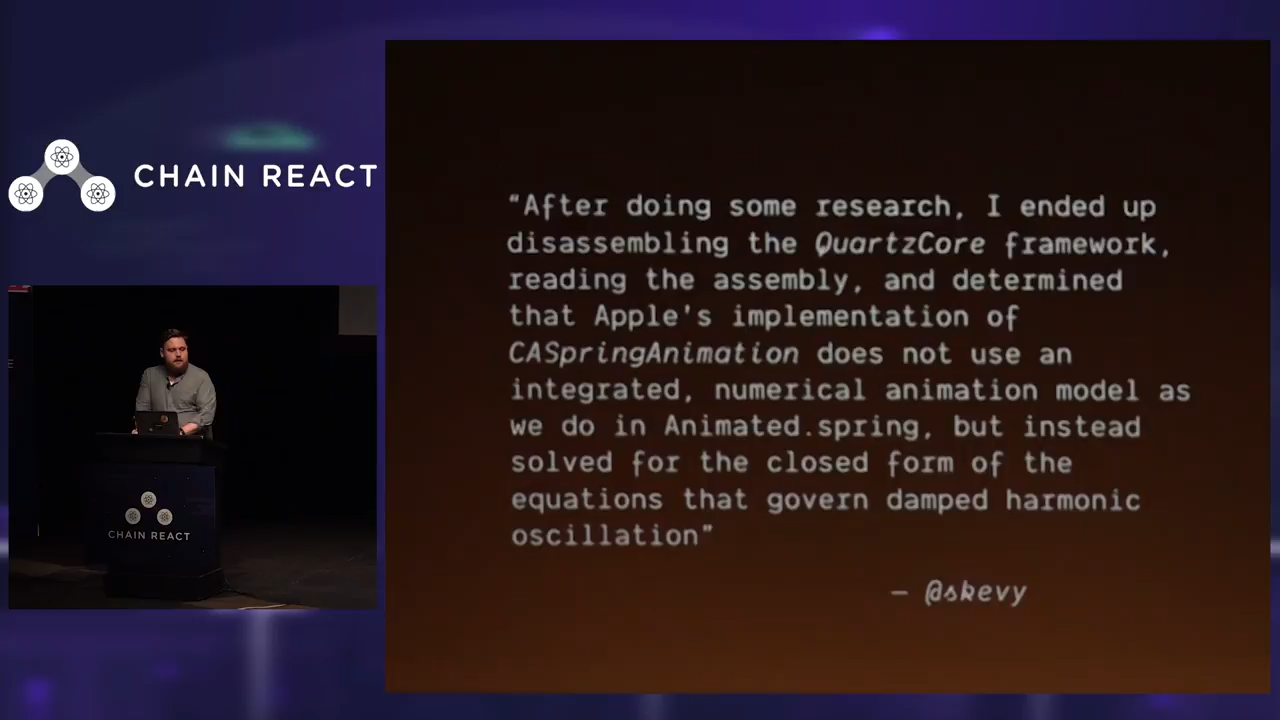 CHAIN REACT
“After doing some research, I ended up
disassembling the QuartzCore framework,
reading the assembly, and determined
that Apple's implementation of
CASpringAnimation does not use an
integrated, numerical animation model as
we do in Animated.spring, but instead
solved for the closed form of the
equations that govern damped harmonic
oscillation”
— @skevy
CHAIN REACT